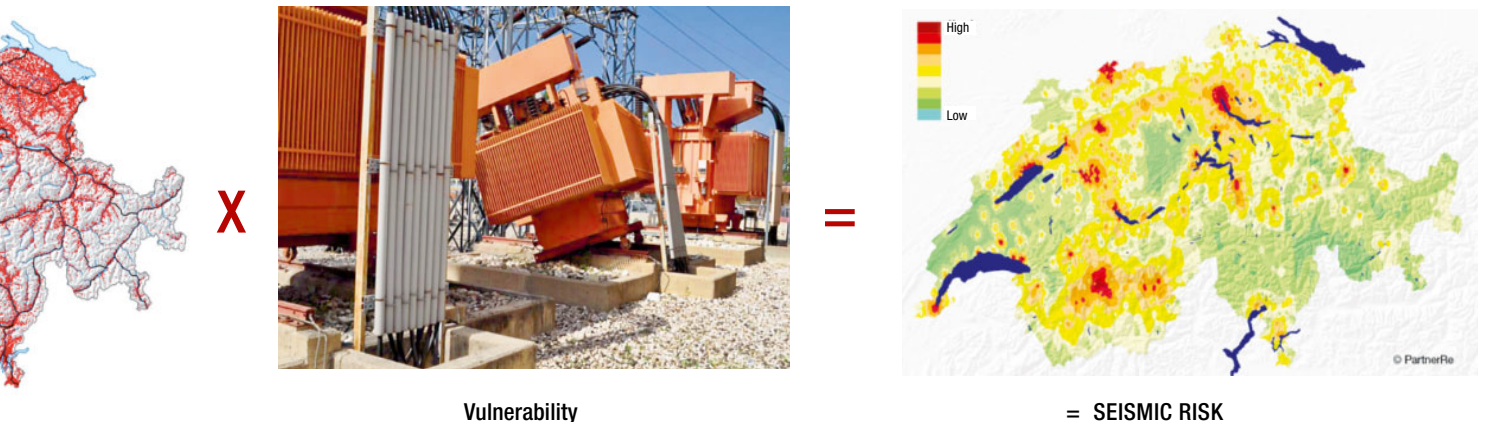 High
Low
X
=
© PartnerRe
Vulnerability
= SEISMIC RISK